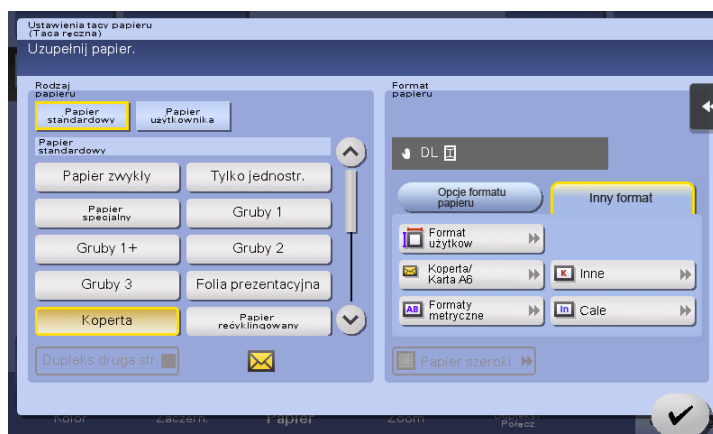 Ustawienia tacy papieru
(Taca ręczna)
Uzupełnij papier.
Rodzaj
papieru
Papier
standardowy
Papier
użytkownika
Papier
standardowy
Papier zwykły
Tylko jednostr.
Papier
specjalny
Gruby 1
Gruby 1+
Gruby 2
Gruby 3
Folia prezentacyjna
Koperta
Papier
recyklingowany
Dupleks druga str.
Format
papieru
DL
Opcje formatu
papieru
Inny format
Format
użytkow
Koperta/
Karta A6
K Inne
AB Formaty
metryczne
In Cale
Papier szeroki
Kolor
Zaczern.
Papier
Zoom
Połącz